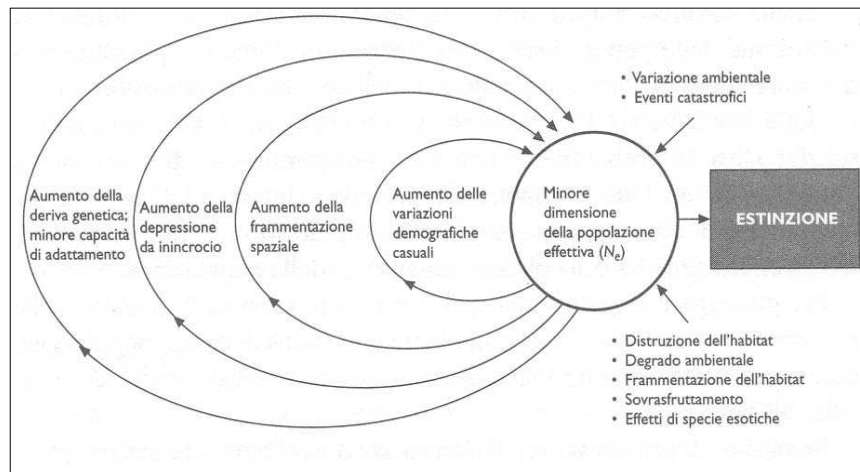 • Variazione ambientale
• Eventi catastrofici
Aumento della
deriva genetica;
minore capacità
di adattamento
Aumento della
depressione
da inincrocio
Aumento della
frammentazione
spaziale
Aumento delle
variazioni
demografiche
casuali
Minore
dimensione
della popolazione
effettiva (Ne)
ESTINZIONE
• Distruzione dell'habitat
• Degrado ambientale
• Frammentazione dell'habitat
• Sovrasfruttamento
• Effetti di specie esotiche